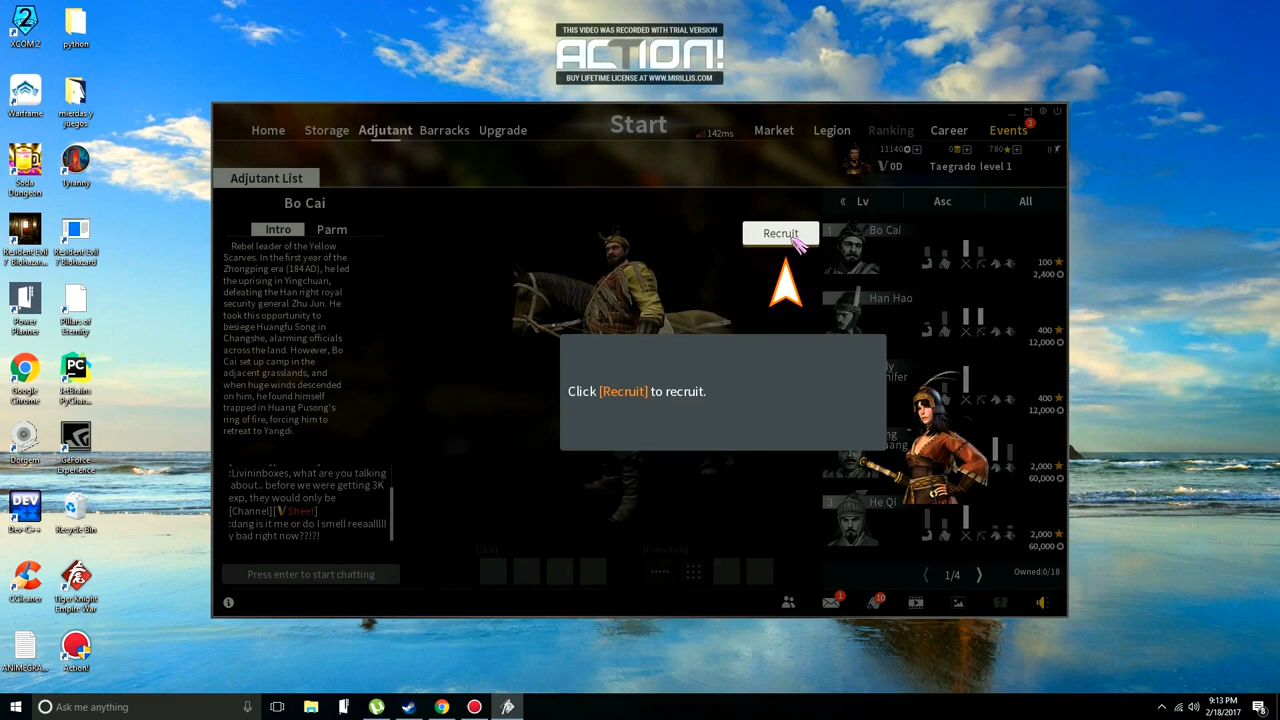 THIS VIDEO WAS RECORDED WITH TRIAL VERSION
ACTION!
BUY LIFETIME LICENSE AT WWW.MIRILLIS.COM
XCOM 2
python
Warframe
mierdas y
juegos
Soda
Dungeon
Tyranny
Resident Evil
7 Biohazar...
Resident Evil
7 Biohazard
Power
Planner
Pillars of
Eternity
Google
Chrome
JetBrains
PyChar...
Dorgem
GeForce
Experience
Dev-C++
Recycle Bin
CCleaner
Tiger Knight
Empire War
ANIMEGRA...
Action!
Home
Storage
Adjutant
Barracks
Upgrade
Start
142ms
Market
Legion
Ranking
Career
Events
3
11140
0
780
0
V 0D
Taegrado level 1
Adjutant List
Bo Cai
Intro
Parm
Rebel leader of the Yellow
Scarves. In the first year of the
Zhongping era (184 AD), he led
the uprising in Yingchuan,
defeating the Han right royal
security general Zhu Jun. He
took this opportunity to
besiege Huangfu Song in
Changshe, alarming officials
across the land. However, Bo
Cai set up camp in the
adjacent grasslands, and
when huge winds descended
on him, he found himself
trapped in Huang Pusong's
ring of fire, forcing him to
retreat to Yangdi.
:Livininboxes, what are you talking
about.. before we were getting 3K
exp, they would only be
[Channel][V Sheet]
:dang is it me or do I smell reeaalllll
y bad right now??!?!
Press enter to start chatting
Recruit
Click [Recruit] to recruit.
[Skill]
[Formation]
Lv
Asc
All
1
Bo Cai
100
2,400
Han Hao
400
12,000
400
12,000
2,000
60,000
3
He Qi
2,000
60,000
1/4
Owned:0/18
1
10
Ask me anything
9:13 PM
2/18/2017
8